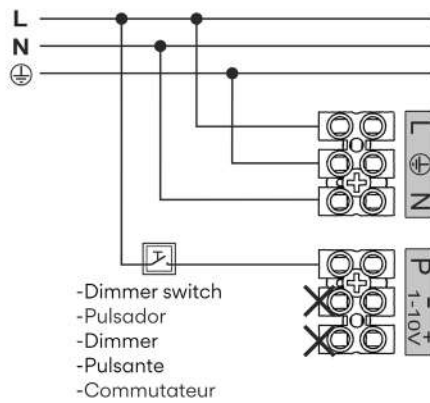 L
N
L
N
P
- +
1-10V
-Dimmer switch
-Pulsador
-Dimmer
-Pulsante
-Commutateur